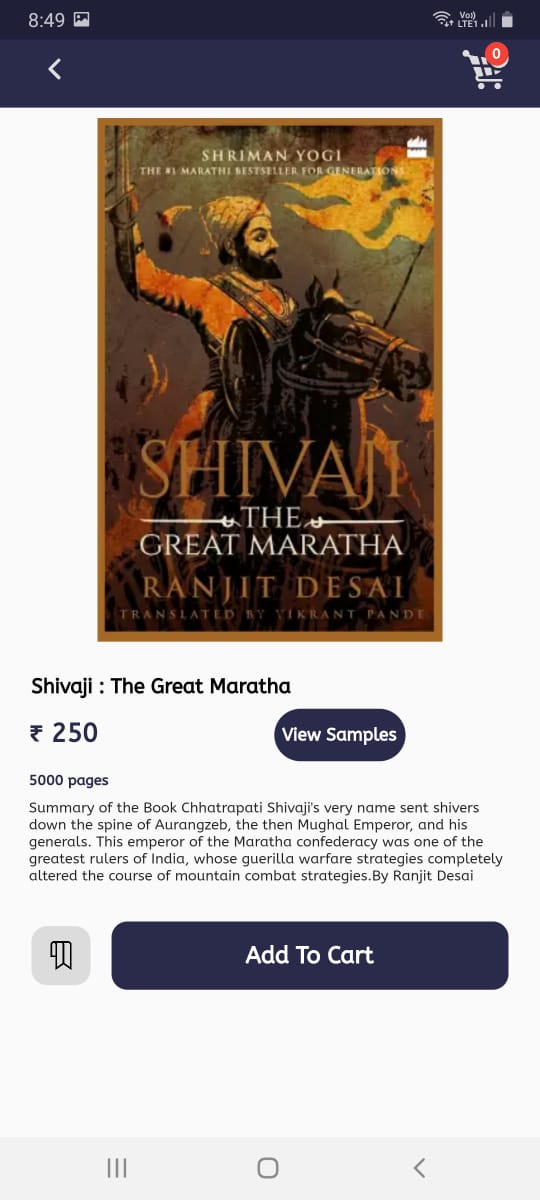 8:49
Vo))
LTE1
0
SHRIMAN YOGI
THE #1 MARATHI BESTSELLER FOR GENERATIONS
SHIVAJI
THE
GREAT MARATHA
RANJIT DESAI
TRANSLATED BY VIKRANT PANDE
Shivaji : The Great Maratha
₹ 250
View Samples
5000 pages
Summary of the Book Chhatrapati Shivaji's very name sent shivers
down the spine of Aurangzeb, the then Mughal Emperor, and his
generals. This emperor of the Maratha confederacy was one of the
greatest rulers of India, whose guerilla warfare strategies completely
altered the course of mountain combat strategies.By Ranjit Desai
Add To Cart